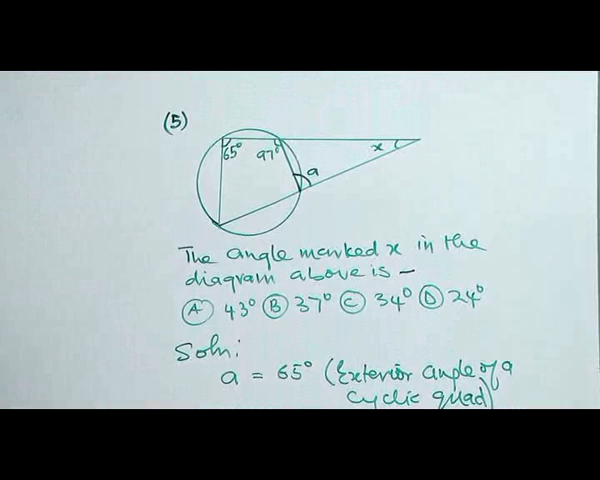 (5)
65° 97° x
a
The angle marked x in the
diagram above is -
(A) 43° (B) 37° (C) 34° (D) 24°
Soln:
a = 65° (Exterior angle of a
cyclic quad)